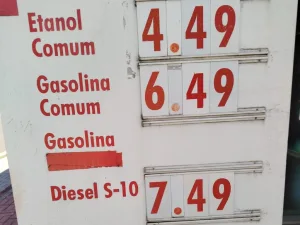 Etanol
Comum
4.49
Gasolina
Comum
6.49
Gasolina
Diesel S-10
7.49